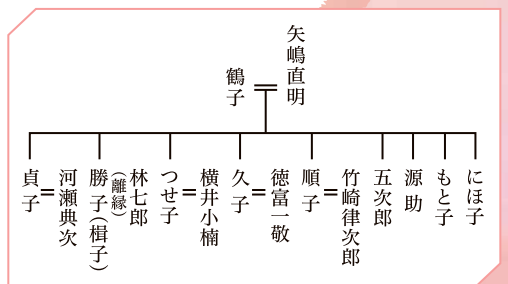 矢嶋直明
鶴子
にほ子
もと子
源助
五次郎
竹崎律次郎
順子
徳富一敬
久子
横井小楠
つせ子
林七郎
(離縁)
勝子(楫子)
河瀬典次
貞子